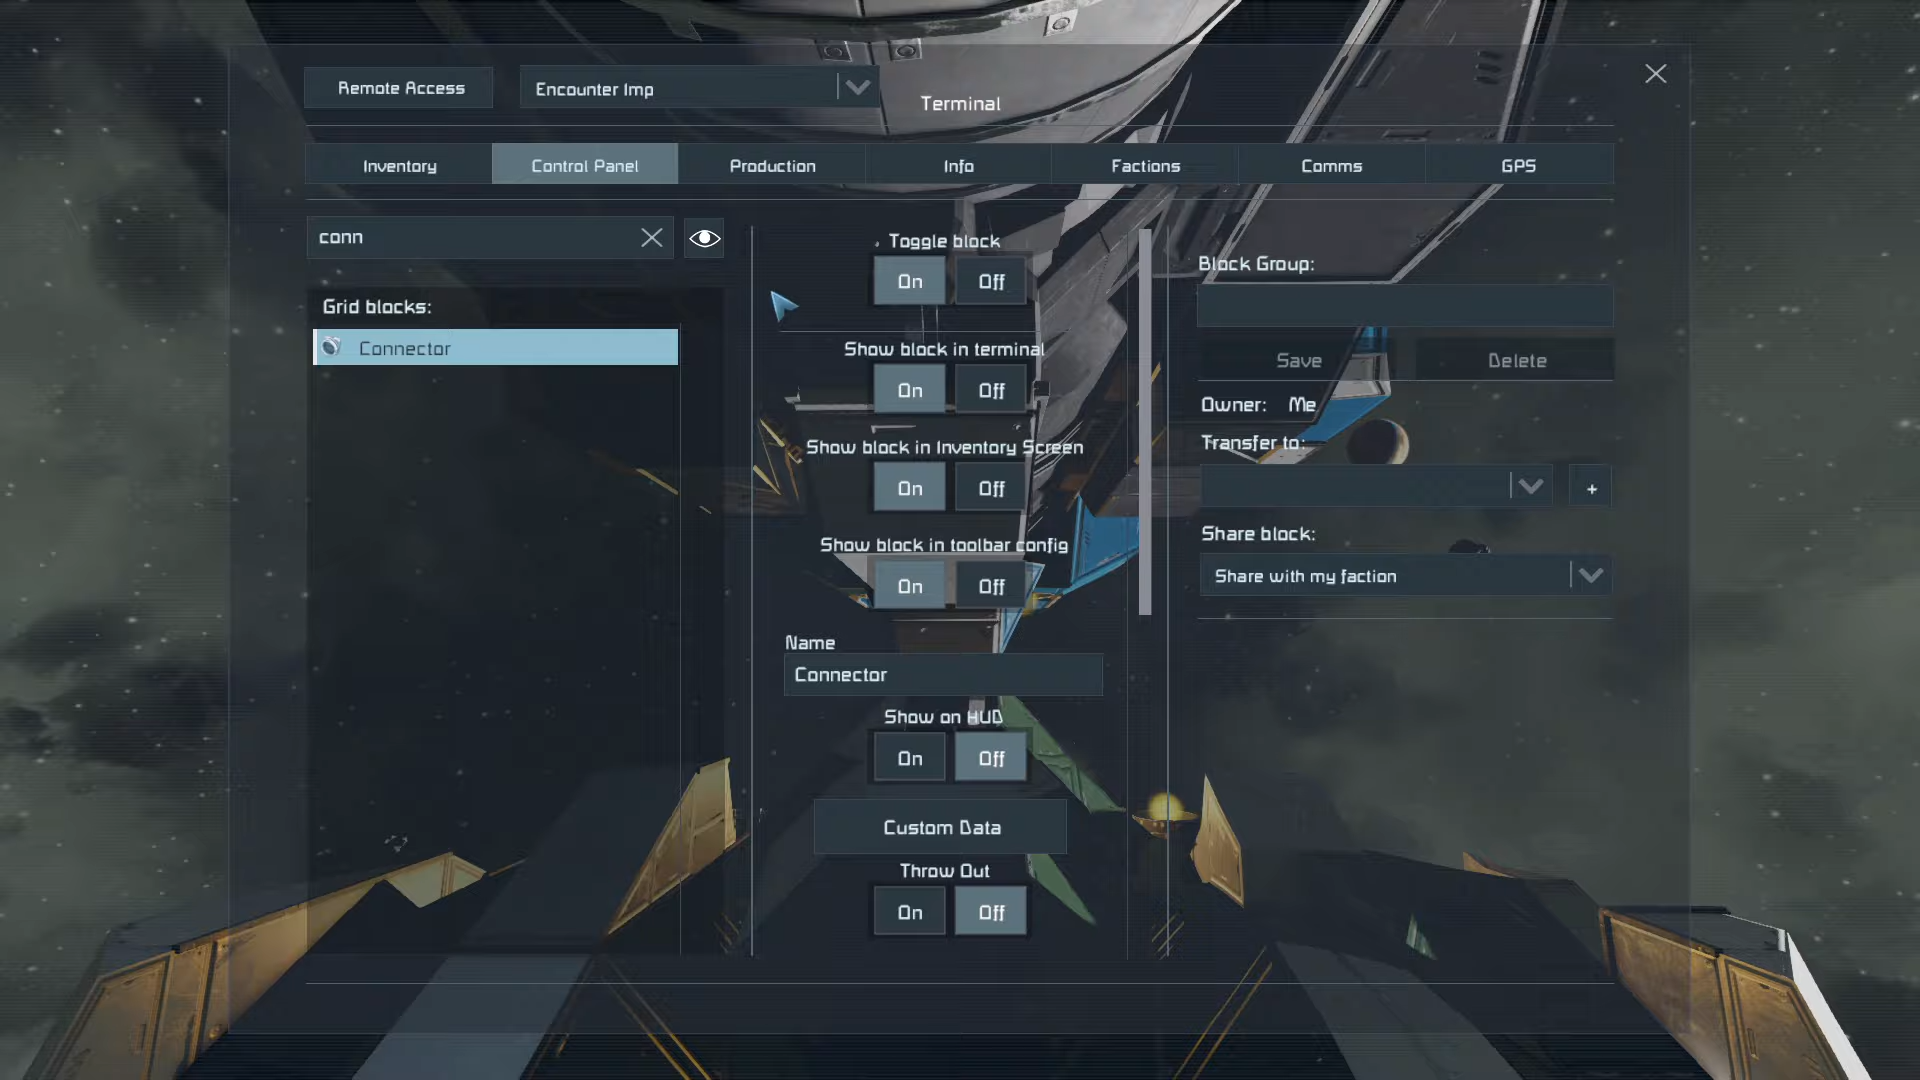 Remote Access
Encounter Imp
Terminal
Inventory
Control Panel
Production
Info
Factions
Comms
GPS
conn
Grid blocks:
Connector
Toggle block
On
Off
Show block in terminal
On
Off
Show block in Inventory Screen
On
Off
Show block in toolbar config
On
Off
Name
Connector
Show on HUD
On
Off
Custom Data
Throw Out
On
Off
Block Group:
Save
Delete
Owner: Me
Transfer to:
+
Share block:
Share with my faction